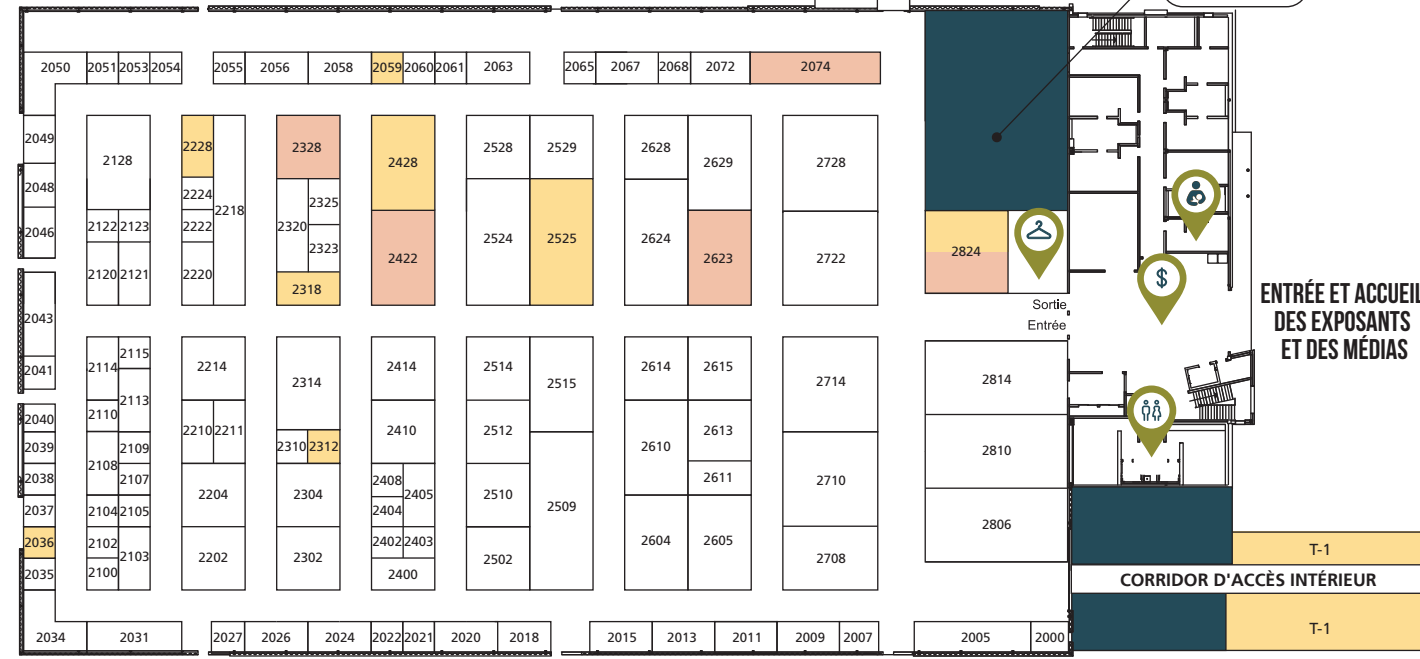 2050 2051 2053 2054 2055 2056 2058 2059 2060 2061 2063 2065 2067 2068 2072 2074
2049 2128 2228 2328 2428 2528 2529 2628 2629 2728
2048 2224 2218 2320 2325
2046 2122 2123 2222 2323 2422 2524 2525 2624 2623 2722 2824
2120 2121 2220 2318
$
Sortie
Entrée
ENTRÉE ET ACCUEIL
DES EXPOSANTS
ET DES MÉDIAS
2043 2115
2041 2114 2214 2314 2414 2514 2515 2614 2615 2714 2814
2040 2110 2113
2039 2109 2210 2211 2310 2312 2410 2512 2610 2613 2810
2038 2108 2107 2408 2611 2710
2037 2104 2105 2204 2304 2404 2405 2510 2509 2806
2036 2102 2103 2202 2302 2402 2403 2502 2604 2605 2708
2035 2100 2400
T-1
CORRIDOR D'ACCÈS INTÉRIEUR
T-1
2034 2031 2027 2026 2024 2022 2021 2020 2018 2015 2013 2011 2009 2007 2005 2000